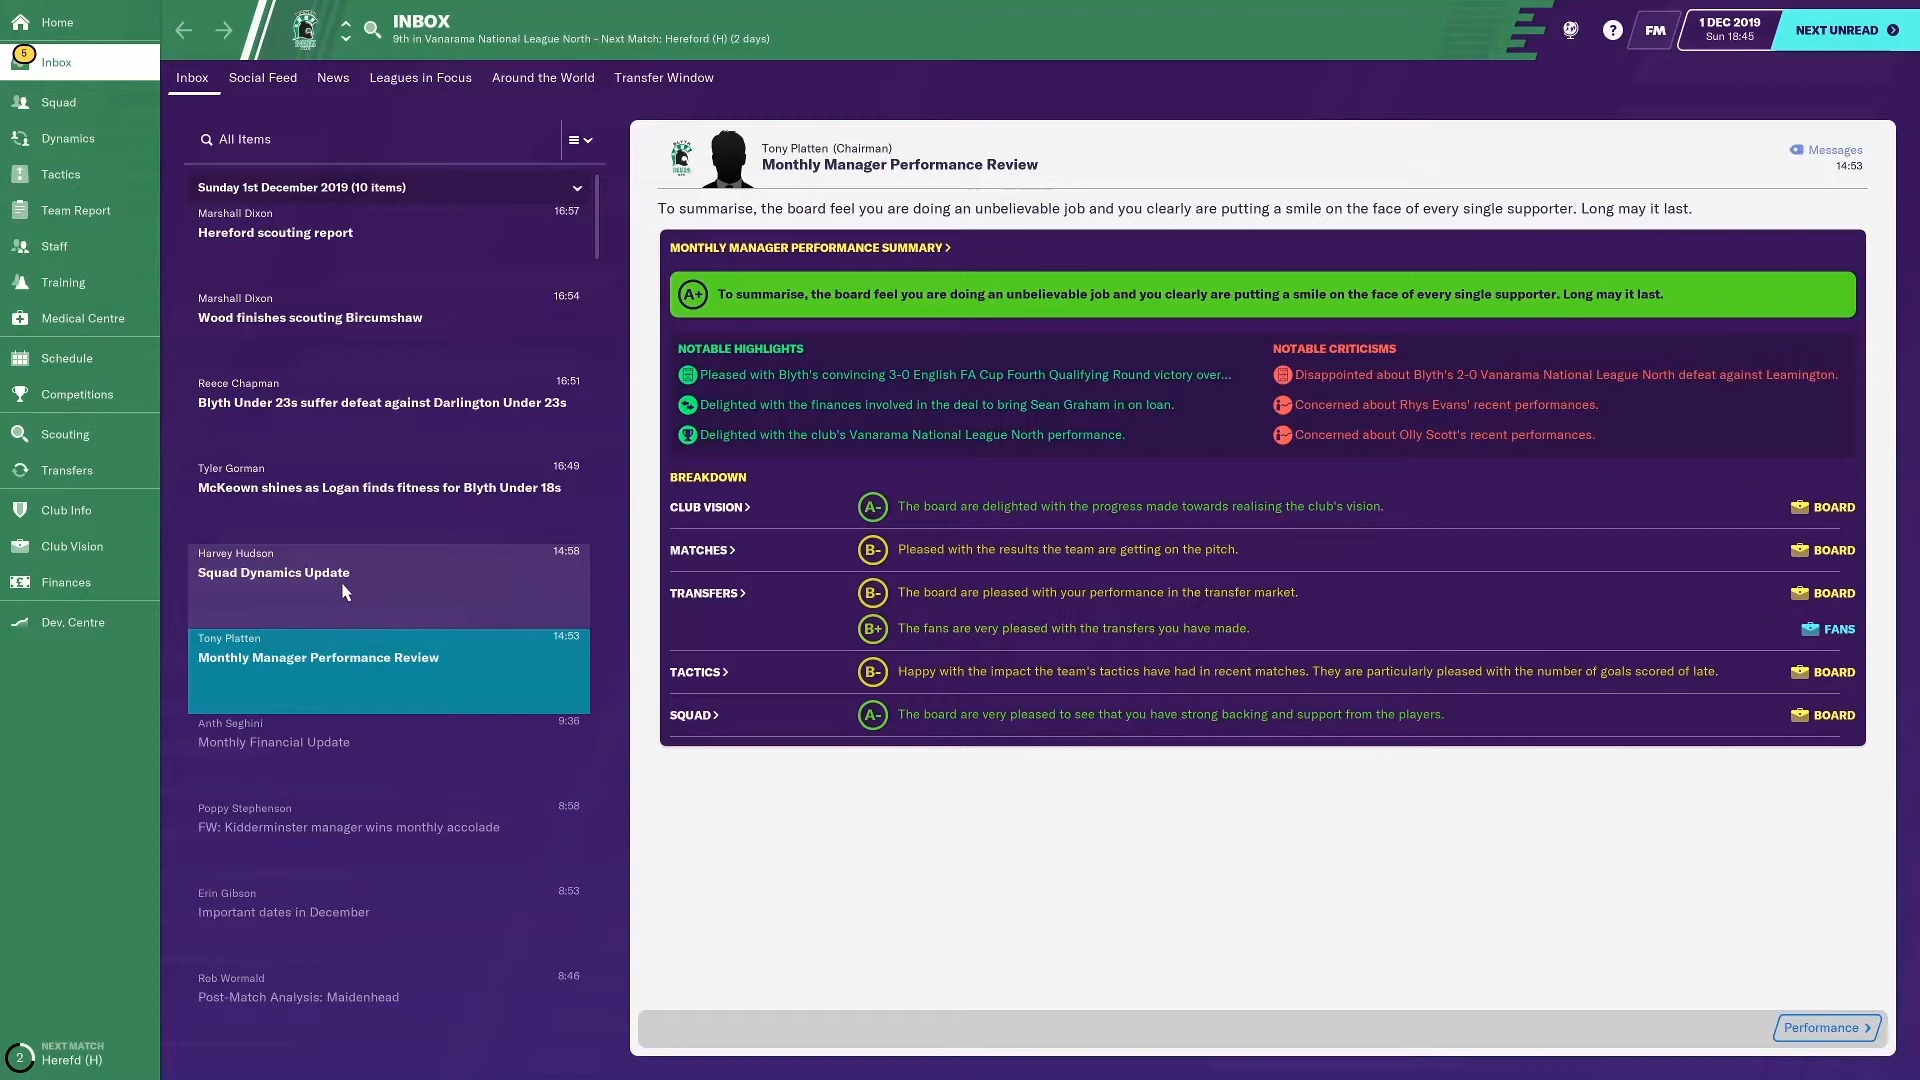 Home
5
Inbox
Squad
Dynamics
Tactics
Team Report
Staff
Training
Medical Centre
Schedule
Competitions
Scouting
Transfers
Club Info
Club Vision
Finances
Dev. Centre
2
NEXT MATCH
Herefd (H)
INBOX
9th in Vanarama National League North - Next Match: Hereford (H) (2 days)
?
FM
1 DEC 2019
Sun 18:45
NEXT UNREAD
Inbox Social Feed News Leagues in Focus Around the World Transfer Window
All Items
Sunday 1st December 2019 (10 items)
Marshall Dixon 16:57
Hereford scouting report
Marshall Dixon 16:54
Wood finishes scouting Bircumshaw
Reece Chapman 16:51
Blyth Under 23s suffer defeat against Darlington Under 23s
Tyler Gorman 16:49
McKeown shines as Logan finds fitness for Blyth Under 18s
Harvey Hudson 14:58
Squad Dynamics Update
Tony Platten 14:53
Monthly Manager Performance Review
Anth Seghini 9:36
Monthly Financial Update
Poppy Stephenson 8:58
FW: Kidderminster manager wins monthly accolade
Erin Gibson 8:53
Important dates in December
Rob Wormald 8:46
Post-Match Analysis: Maidenhead
Tony Platten (Chairman)
Monthly Manager Performance Review
Messages
14:53
To summarise, the board feel you are doing an unbelievable job and you clearly are putting a smile on the face of every single supporter. Long may it last.
MONTHLY MANAGER PERFORMANCE SUMMARY >
A+ To summarise, the board feel you are doing an unbelievable job and you clearly are putting a smile on the face of every single supporter. Long may it last.
NOTABLE HIGHLIGHTS
Pleased with Blyth's convincing 3-0 English FA Cup Fourth Qualifying Round victory over...
Delighted with the finances involved in the deal to bring Sean Graham in on loan.
Delighted with the club's Vanarama National League North performance.
NOTABLE CRITICISMS
Disappointed about Blyth's 2-0 Vanarama National League North defeat against Leamington.
Concerned about Rhys Evans' recent performances.
Concerned about Olly Scott's recent performances.
BREAKDOWN
CLUB VISION > A- The board are delighted with the progress made towards realising the club's vision. BOARD
MATCHES > B- Pleased with the results the team are getting on the pitch. BOARD
TRANSFERS > B- The board are pleased with your performance in the transfer market. BOARD
B+ The fans are very pleased with the transfers you have made. FANS
TACTICS > B- Happy with the impact the team's tactics have had in recent matches. They are particularly pleased with the number of goals scored of late. BOARD
SQUAD > A- The board are very pleased to see that you have strong backing and support from the players. BOARD
Performance >